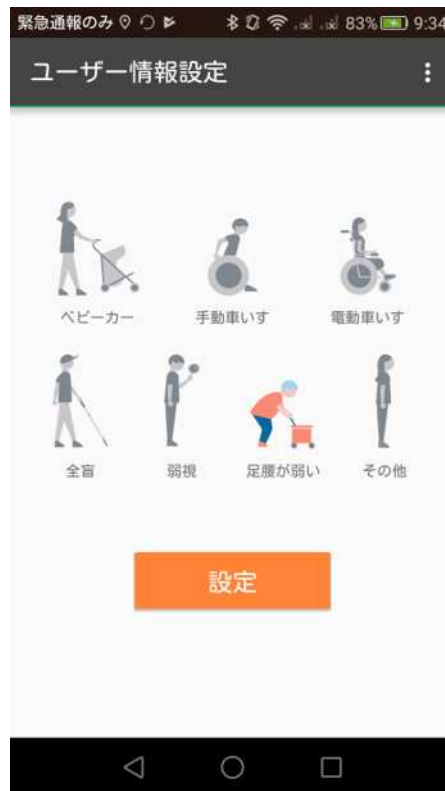 緊急通報のみ 83% 9:34
ユーザー情報設定
ベビーカー 手動車いす 電動車いす
全盲 弱視 足腰が弱い その他
設定